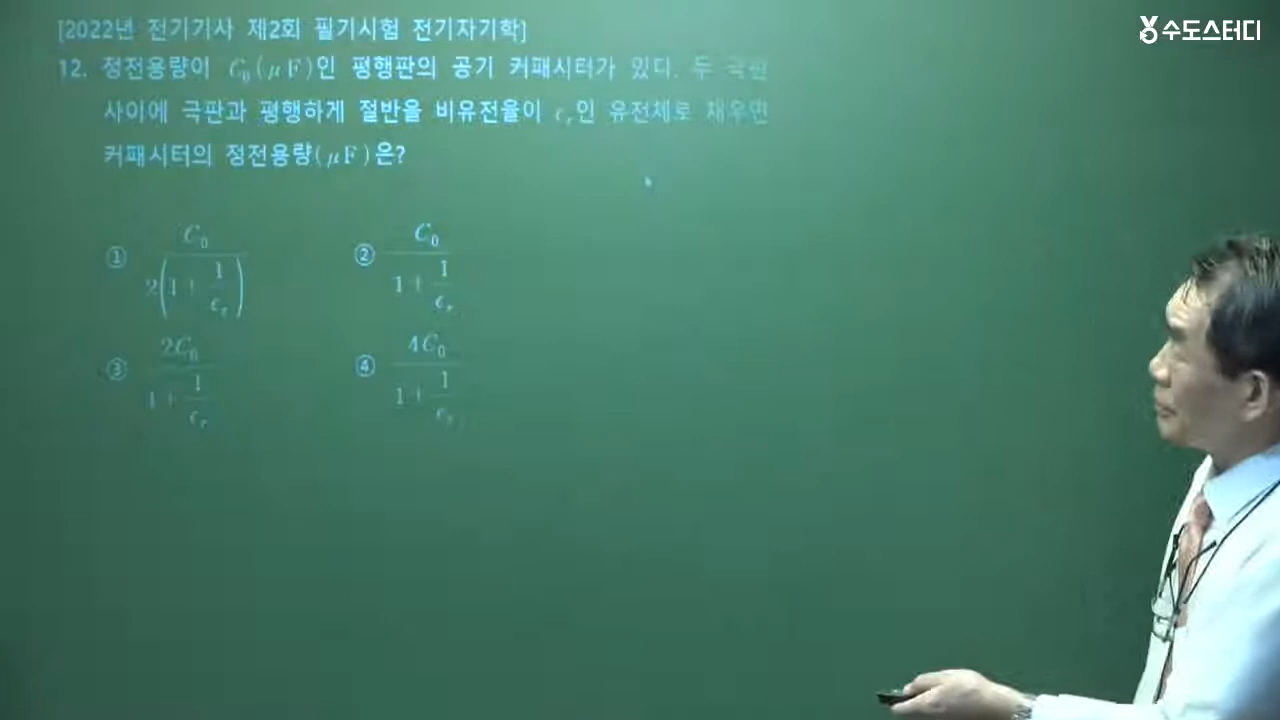 수도스터디
[2022년 전기기사 제2회 필기시험 전기자기학]
12. 정전용량이 C₀(μF)인 평행판의 공기 커패시터가 있다. 두 극판
사이에 극판과 평행하게 절반을 비유전율이 εᵣ인 유전체로 채우면
커패시터의 정전용량(μF)은?
① C₀ / 2(1 + 1/εᵣ) ② C₀ / (1 + 1/εᵣ)
③ 2C₀ / (1 + 1/εᵣ) ④ 4C₀ / (1 + 1/εᵣ)